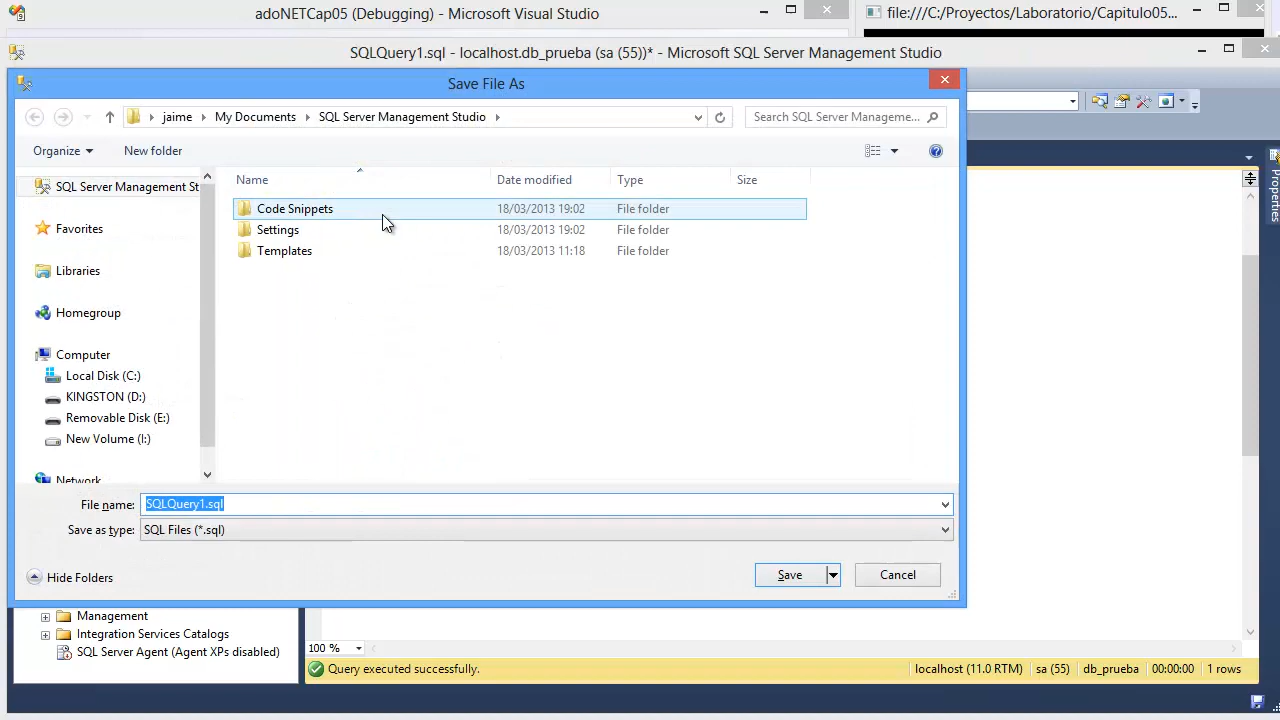 adoNETCap05 (Debugging) - Microsoft Visual Studio
file:///C:/Proyectos/Laboratorio/Capitulo05...
SQLQuery1.sql - localhost.db_prueba (sa (55))* - Microsoft SQL Server Management Studio
Save File As
jaime My Documents SQL Server Management Studio
Search SQL Server Manageme...
Organize New folder
Name Date modified Type Size
SQL Server Management St
Code Snippets 18/03/2013 19:02 File folder
Settings 18/03/2013 19:02 File folder
Templates 18/03/2013 11:18 File folder
Favorites
Libraries
Homegroup
Computer
Local Disk (C:)
KINGSTON (D:)
Removable Disk (E:)
New Volume (I:)
Network
Properties
File name: SQLQuery1.sql
Save as type: SQL Files (*.sql)
Hide Folders
Save Cancel
Management
Integration Services Catalogs
SQL Server Agent (Agent XPs disabled)
100 %
Query executed successfully.
localhost (11.0 RTM) sa (55) db_prueba 00:00:00 1 rows